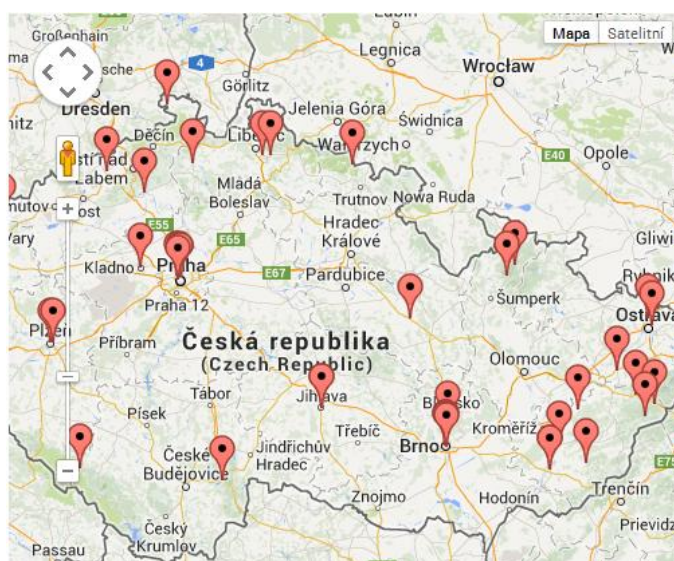 Großenhain
Legnica
Mapa
Satelitní
Wrocław
4
Görlitz
Dresden
Jelenia Góra
Świdnica
Děčín
E40
Opole
Labem
Mladá
Boleslav
Trutnov
Nowa Ruda
E55
E65
Hradec
Králové
Gliwi
Kladno
Praha
E67
Pardubice
Praha 12
Šumperk
Rybnik
Ostrava
Plzeň
Příbram
Česká republika
(Czech Republic)
Olomouc
Tábor
Jihlava
Písek
Třebíč
Brno
Kroměříž
České
Budějovice
Jindřichův
Hradec
E75
Znojmo
Hodonín
Trenčín
Český
Krumlov
Prievidz
Passau